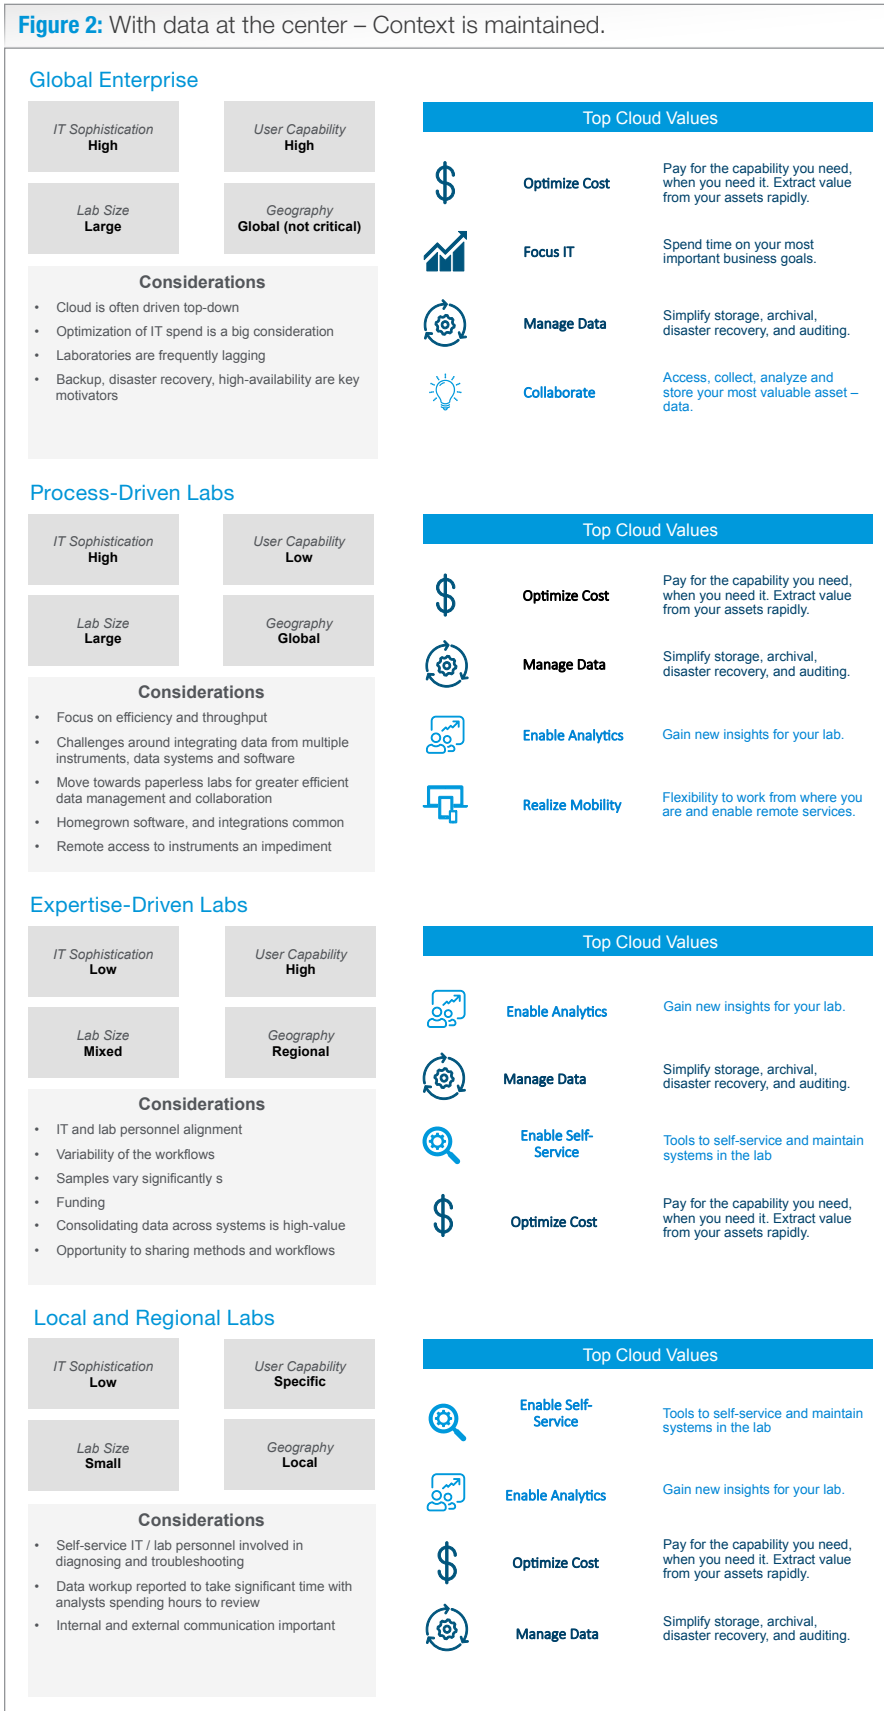 Figure 2: With data at the center – Context is maintained.
Global Enterprise
IT Sophistication
High
User Capability
High
Lab Size
Large
Geography
Global (not critical)
Considerations
• Cloud is often driven top-down
• Optimization of IT spend is a big consideration
• Laboratories are frequently lagging
• Backup, disaster recovery, high-availability are key
motivators
Top Cloud Values
Optimize Cost
Pay for the capability you need,
when you need it. Extract value
from your assets rapidly.
Focus IT
Spend time on your most
important business goals.
Manage Data
Simplify storage, archival,
disaster recovery, and auditing.
Collaborate
Access, collect, analyze and
store your most valuable asset –
data.
Process-Driven Labs
IT Sophistication
High
User Capability
Low
Lab Size
Large
Geography
Global
Considerations
• Focus on efficiency and throughput
• Challenges around integrating data from multiple
instruments, data systems and software
• Move towards paperless labs for greater efficient
data management and collaboration
• Homegrown software, and integrations common
• Remote access to instruments an impediment
Top Cloud Values
Optimize Cost
Pay for the capability you need,
when you need it. Extract value
from your assets rapidly.
Manage Data
Simplify storage, archival,
disaster recovery, and auditing.
Enable Analytics
Gain new insights for your lab.
Realize Mobility
Flexibility to work from where you
are and enable remote services.
Expertise-Driven Labs
IT Sophistication
Low
User Capability
High
Lab Size
Mixed
Geography
Regional
Considerations
• IT and lab personnel alignment
• Variability of the workflows
• Samples vary significantly s
• Funding
• Consolidating data across systems is high-value
• Opportunity to sharing methods and workflows
Top Cloud Values
Enable Analytics
Gain new insights for your lab.
Manage Data
Simplify storage, archival,
disaster recovery, and auditing.
Enable Self-
Service
Tools to self-service and maintain
systems in the lab
Optimize Cost
Pay for the capability you need,
when you need it. Extract value
from your assets rapidly.
Local and Regional Labs
IT Sophistication
Low
User Capability
Specific
Lab Size
Small
Geography
Local
Considerations
• Self-service IT / lab personnel involved in
diagnosing and troubleshooting
• Data workup reported to take significant time with
analysts spending hours to review
• Internal and external communication important
Top Cloud Values
Enable Self-
Service
Tools to self-service and maintain
systems in the lab
Enable Analytics
Gain new insights for your lab.
Optimize Cost
Pay for the capability you need,
when you need it. Extract value
from your assets rapidly.
Manage Data
Simplify storage, archival,
disaster recovery, and auditing.